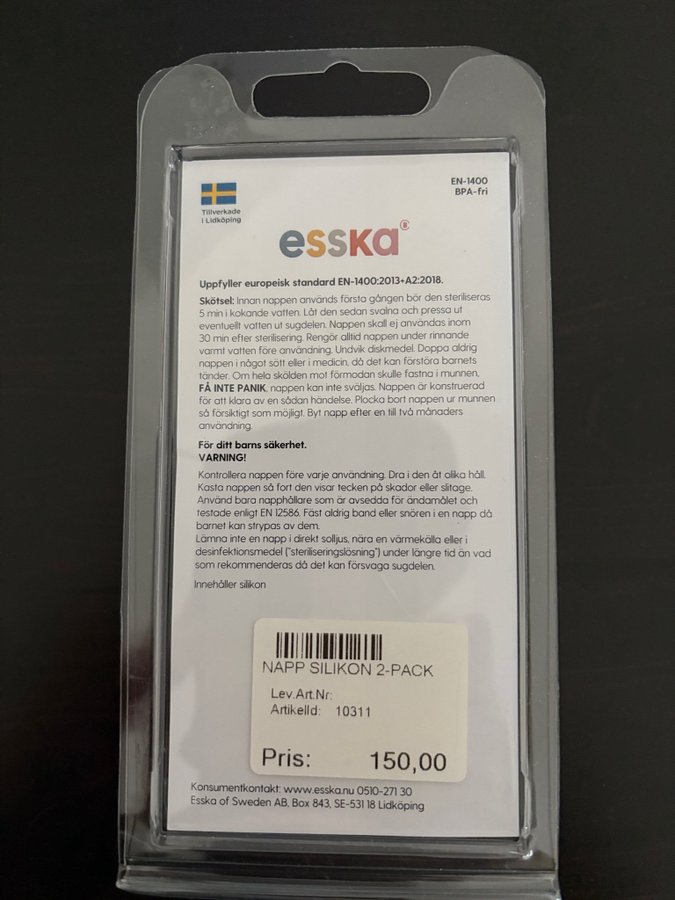 EN-1400
BPA-fri
Tillverkade
i Lidköping
esska®
Uppfyller europeisk standard EN-1400:2013+A2:2018.
Skötsel: Innan nappen används första gången bör den steriliseras
5 min i kokande vatten. Låt den sedan svalna och pressa ut
eventuellt vatten ut sugdelen. Nappen skall ej användas inom
30 min efter sterilisering. Rengör alltid nappen under rinnande
varmt vatten före användning. Undvik diskmedel. Doppa aldrig
nappen i något sött eller i medicin, då det kan förstöra barnets
tänder. Om hela skölden mot förmodan skulle fastna i munnen,
FÅ INTE PANIK, nappen kan inte sväljas. Nappen är konstruerad
för att klara av en sådan händelse. Plocka bort nappen ur munnen
så försiktigt som möjligt. Byt napp efter en till två månaders
användning.
För ditt barns säkerhet.
VARNING!
Kontrollera nappen före varje användning. Dra i den åt olika håll.
Kasta nappen så fort den visar tecken på skador eller slitage.
Använd bara napphållare som är avsedda för ändamålet och
testade enligt EN 12586. Fäst aldrig band eller snören i en napp då
barnet kan strypas av dem.
Lämna inte en napp i direkt solljus, nära en värmekälla eller i
desinfektionsmedel ("steriliseringslösning") under längre tid än vad
som rekommenderas då det kan försvaga sugdelen.
Innehåller silikon
NAPP SILIKON 2-PACK
Lev.Art.Nr:
ArtikelId: 10311
Pris: 150,00
Konsumentkontakt: www.esska.nu 0510-271 30
Esska of Sweden AB, Box 843, SE-531 18 Lidköping